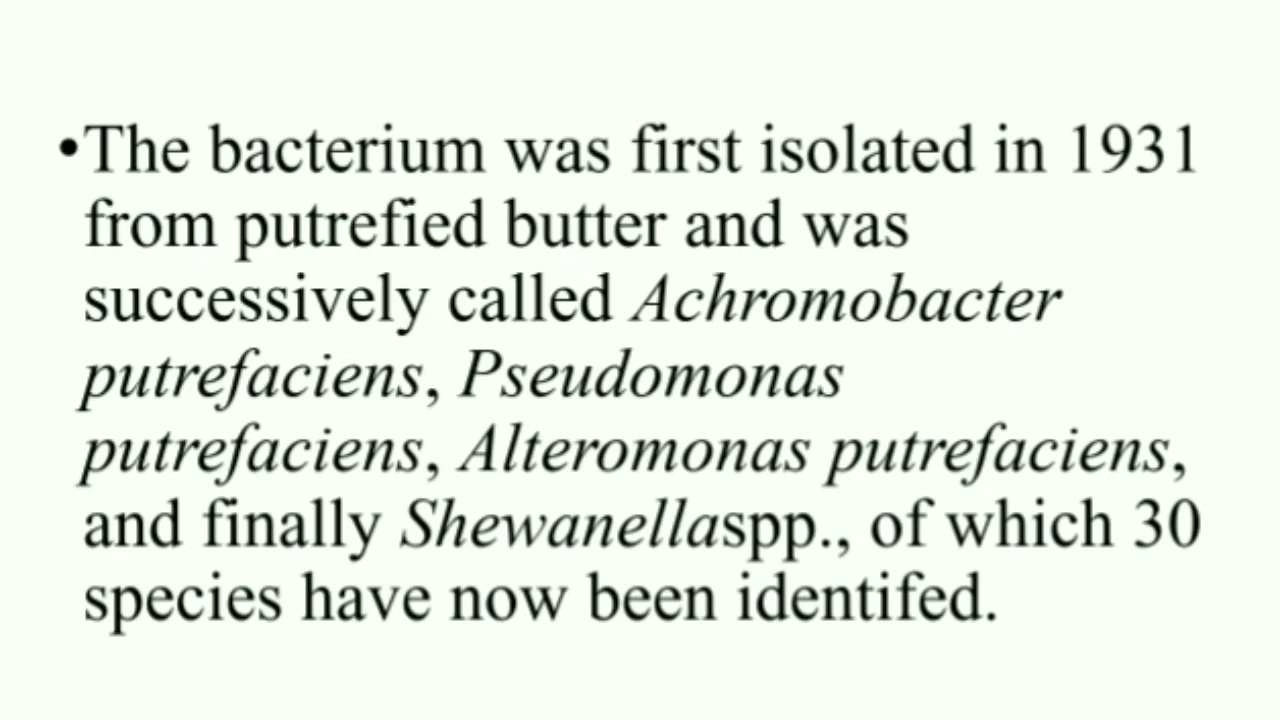 •The bacterium was first isolated in 1931
from putrefied butter and was
successively called Achromobacter
putrefaciens, Pseudomonas
putrefaciens, Alteromonas putrefaciens,
and finally Shewanellaspp., of which 30
species have now been identifed.